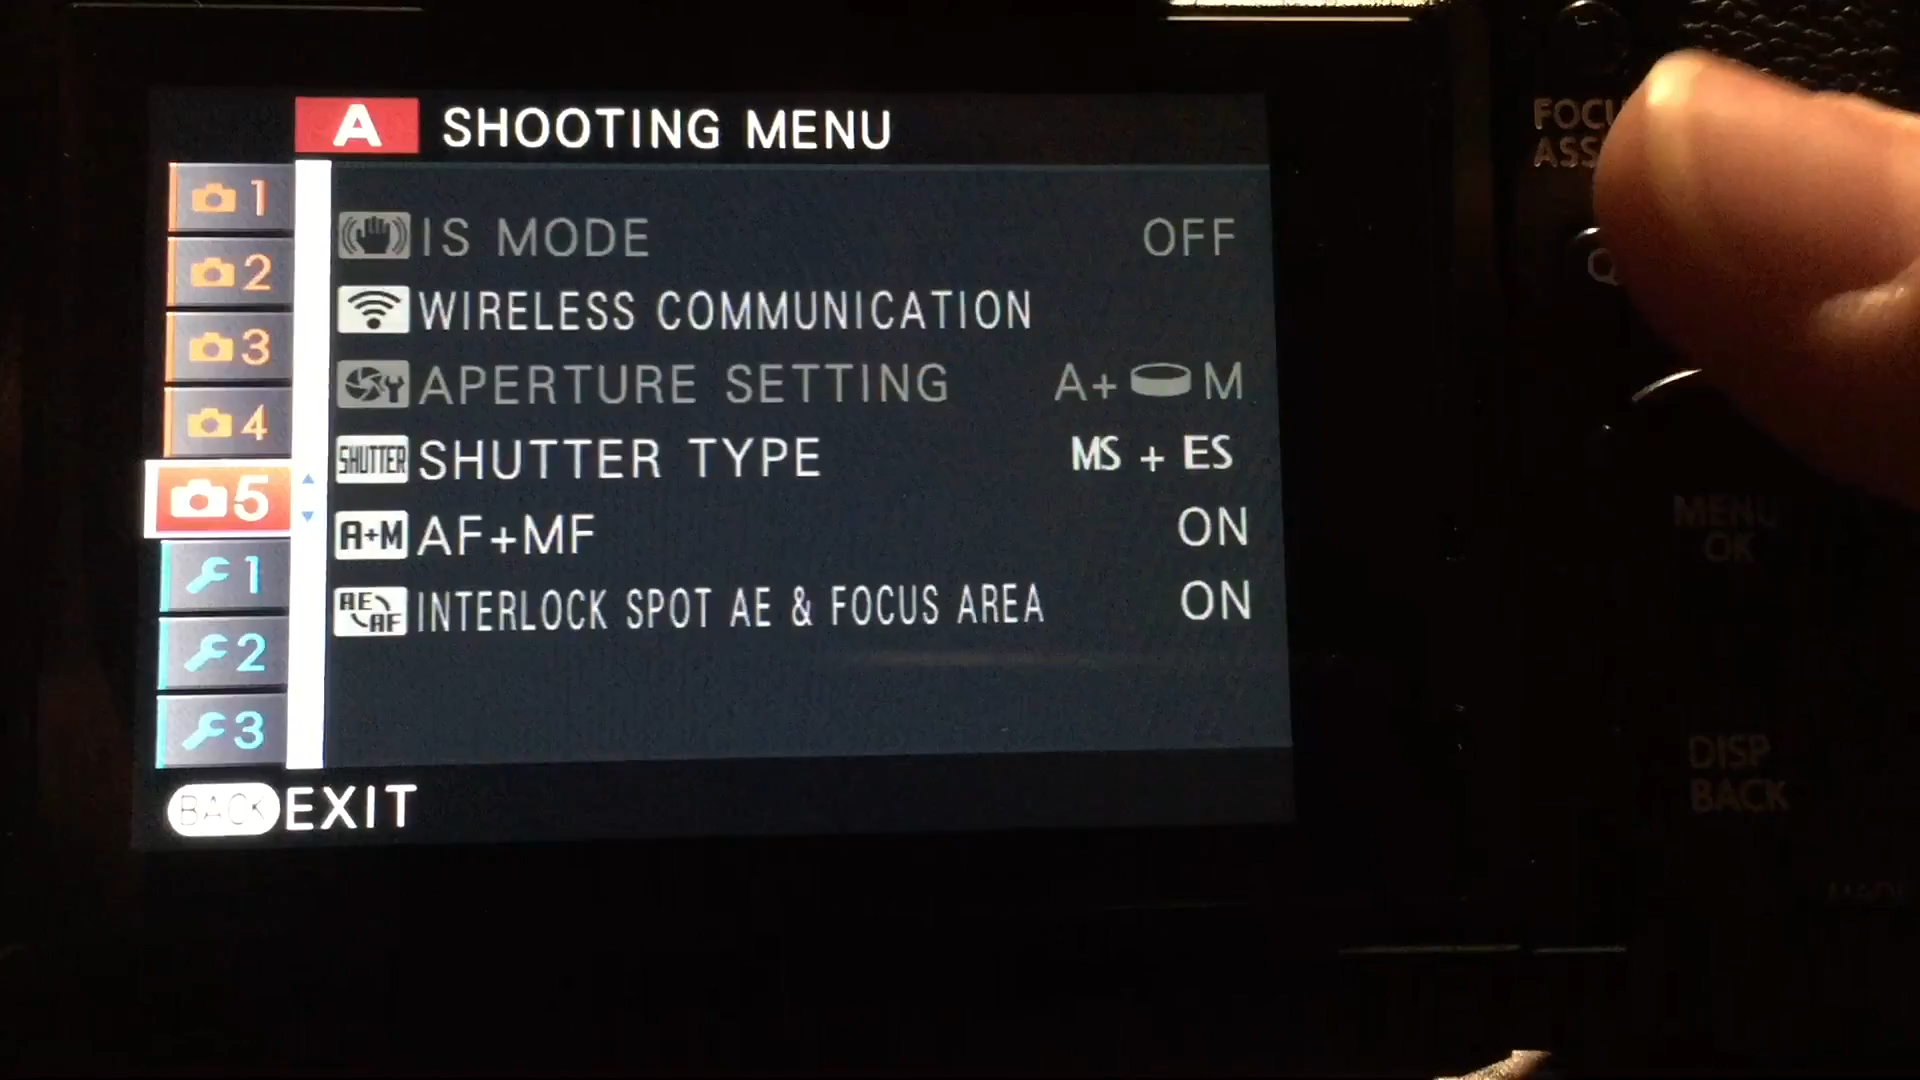 A SHOOTING MENU
1
2
3
4
5
1
2
3
IS MODE OFF
WIRELESS COMMUNICATION
APERTURE SETTING A+ M
SHUTTER SHUTTER TYPE MS + ES
A+M AF+MF ON
AE AF INTERLOCK SPOT AE & FOCUS AREA ON
BACK EXIT
Q
MENU
OK
DISP
BACK